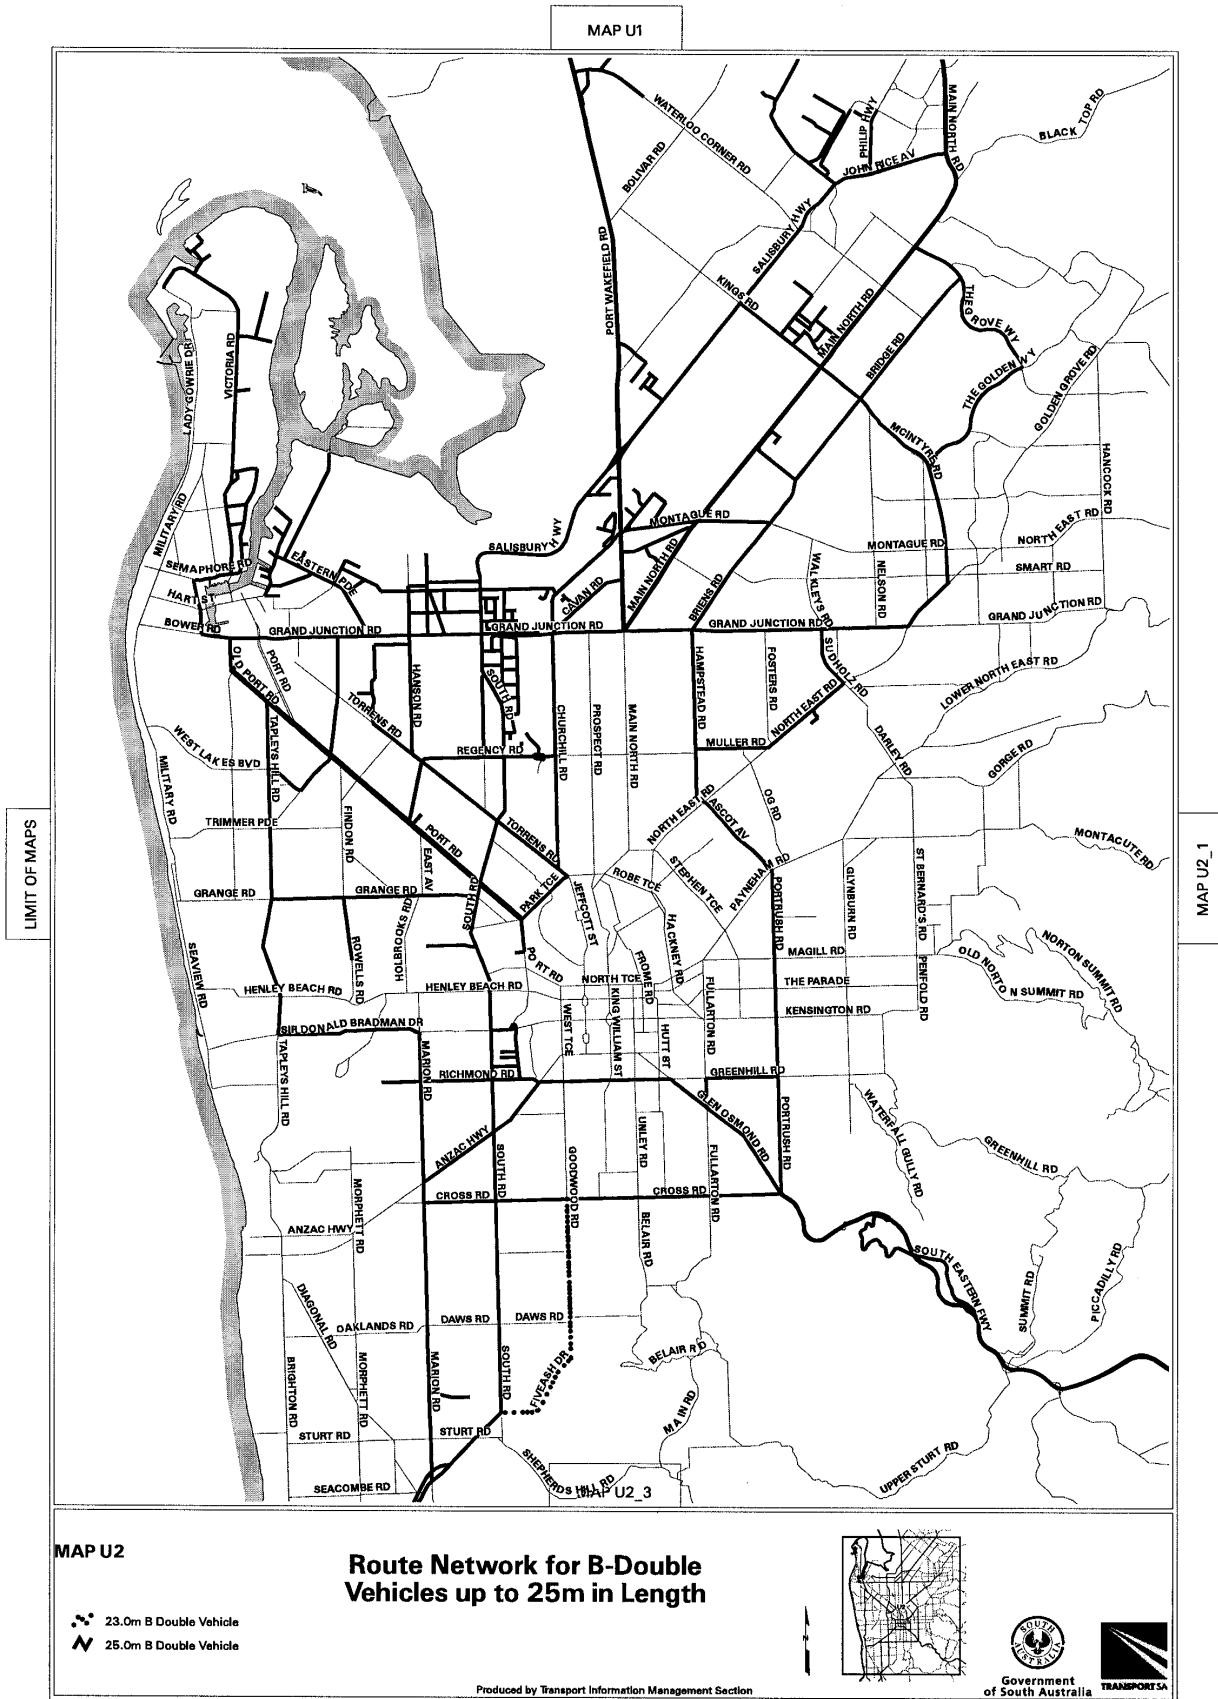 MAP U1
WATERLOO CORNER RD
BOLIVAR RD
PHILIP HWY
MAIN NORTH RD
BLACK TOP RD
JOHN RICE AV
SALISBURY HWY
PORT WAKEFIELD RD
KINGS RD
MAIN NORTH RD
BRIDGE RD
THE GROVE WY
THE GOLDEN WY
GOLDEN GROVE RD
LADY GOWRIE DR
VICTORIA RD
MCINTYRE RD
HANCOCK RD
MILITARY RD
MONTAGUE RD
NORTH EAST RD
SALISBURY HWY
MONTAGUE RD
SEMAPHORE RD
EASTERN PDE
MAIN NORTH RD
WALKLEYS RD
NELSON RD
SMART RD
HART ST
CAVAN RD
BRIENS RD
BOWER RD
GRAND JUNCTION RD
GRAND JUNCTION RD
GRAND JUNCTION RD
GRAND JUNCTION RD
OLD PORT RD
PORT RD
HANSON RD
SOUTH RD
HAMPSTEAD RD
FOSTERS RD
SUDHOLZ RD
LOWER NORTH EAST RD
TORRENS RD
CHURCHILL RD
PROSPECT RD
MAIN NORTH RD
NORTH EAST RD
WEST LAKES BVD
TAPLEYS HILL RD
REGENCY RD
MULLER RD
DARLEY RD
GORGE RD
MILITARY RD
TRIMMER PDE
FINDON RD
PORT RD
EAST AV
TORRENS RD
NORTH EAST RD
ASCOT AV
OG RD
MONTACUTE RD
LIMIT OF MAPS
MAP U2_1
GRANGE RD
GRANGE RD
SOUTH RD
PARK TCE
JEFFCOTT ST
ROBE TCE
STEPHEN TCE
PAYNEHAM RD
PORTRUSH RD
GLYNBURN RD
ST BERNARD'S RD
SEAVIEW RD
ROWELLS RD
HOLBROOKS RD
PORT RD
HACKNEY RD
FROME RD
MAGILL RD
OLD NORTON SUMMIT RD
NORTON SUMMIT RD
HENLEY BEACH RD
HENLEY BEACH RD
NORTH TCE
THE PARADE
PENFOLD RD
SIR DONALD BRADMAN DR
WEST TCE
KING WILLIAM ST
HUTT ST
FULLARTON RD
KENSINGTON RD
TAPLEYS HILL RD
MARION RD
RICHMOND RD
GREENHILL RD
GLEN OSMOND RD
PORTRUSH RD
WATERFALL GULLY RD
ANZAC HWY
SOUTH RD
GOODWOOD RD
UNLEY RD
FULLARTON RD
GREENHILL RD
MORPHETT RD
CROSS RD
CROSS RD
ANZAC HWY
BELAIR RD
SOUTH EASTERN FWY
SUMMIT RD
PICCADILLY RD
DIAGONAL RD
OAKLANDS RD
DAWS RD
DAWS RD
BRIGHTON RD
MORPHETT RD
MARION RD
SOUTH RD
FIVEASH DR
BELAIR RD
MAIN RD
STURT RD
STURT RD
SHEPHERDS HILL RD
UPPER STURT RD
SEACOMBE RD
MAP U2_3
MAP U2
Route Network for B-Double
Vehicles up to 25m in Length
23.0m B Double Vehicle
25.0m B Double Vehicle
N
SOUTH
AUSTRALIA
Government
of South Australia
TRANSPORT SA
Produced by Transport Information Management Section